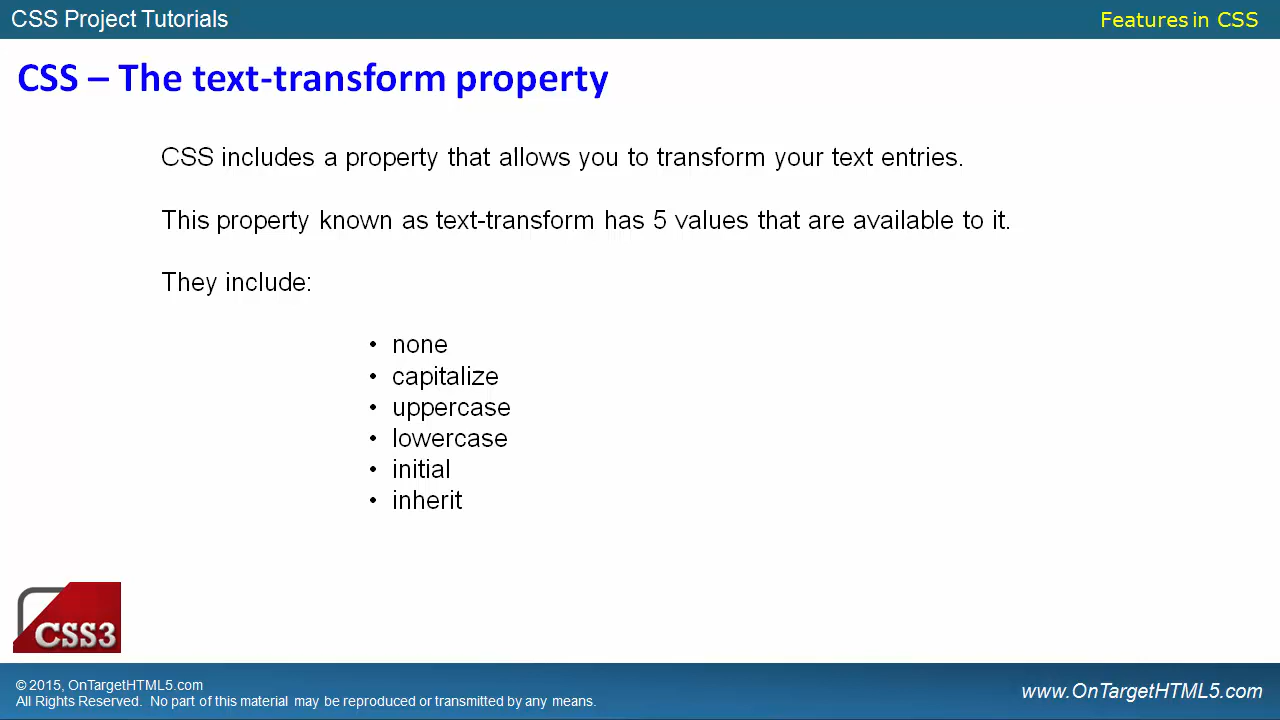 CSS Project Tutorials
Features in CSS
CSS – The text-transform property
CSS includes a property that allows you to transform your text entries.
This property known as text-transform has 5 values that are available to it.
They include:
• none
• capitalize
• uppercase
• lowercase
• initial
• inherit
CSS3
© 2015, OnTargetHTML5.com
All Rights Reserved. No part of this material may be reproduced or transmitted by any means.
www.OnTargetHTML5.com